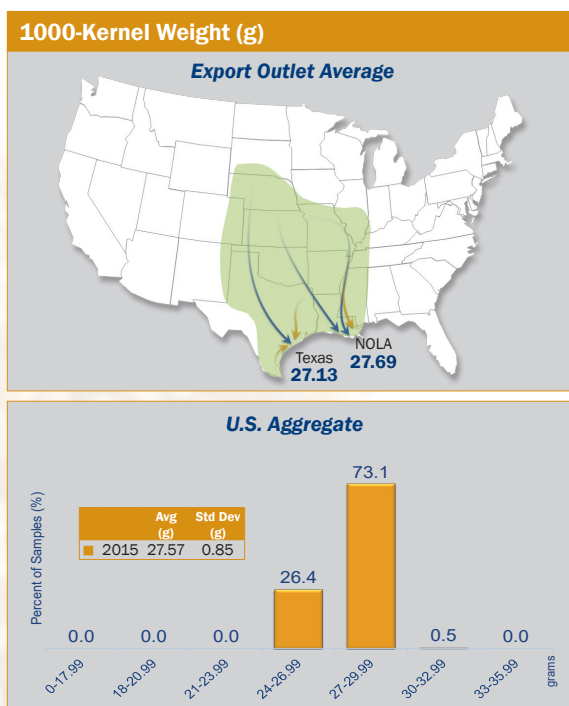 1000-Kernel Weight (g)
Export Outlet Average
Texas
27.13
NOLA
27.69
U.S. Aggregate
Percent of Samples (%)
Avg (g) Std Dev (g)
2015 27.57 0.85
0.0 0.0 0.0 26.4 73.1 0.5 0.0
0-17.99 18-20.99 21-23.99 24-26.99 27-29.99 30-32.99 33-35.99
grams